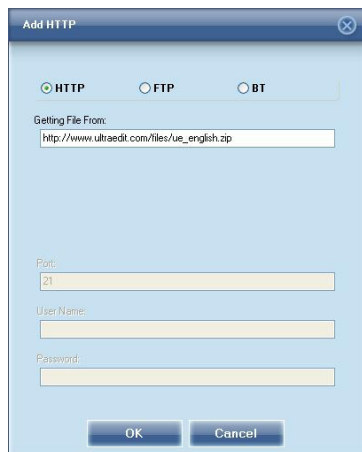 Add HTTP
HTTP FTP BT
Getting File From:
http://www.ultraedit.com/files/ue_english.zip
Port:
21
User Name:
Password:
OK Cancel